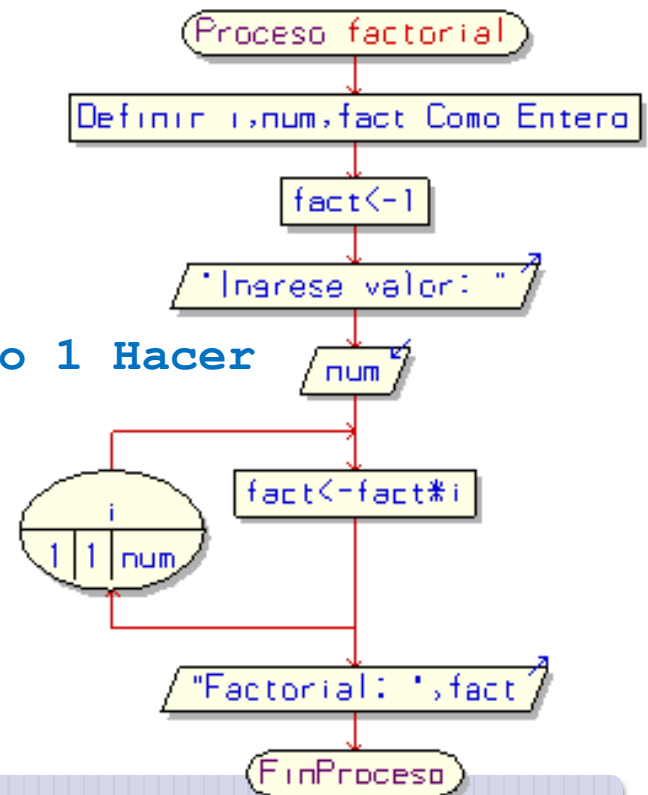 Proceso factorial
Definir i,num,fact Como Entero
fact<-1
"Ingrese valor: "
o 1 Hacer
num
fact<-fact*i
i
1 1 num
"Factorial: ",fact
FinProceso